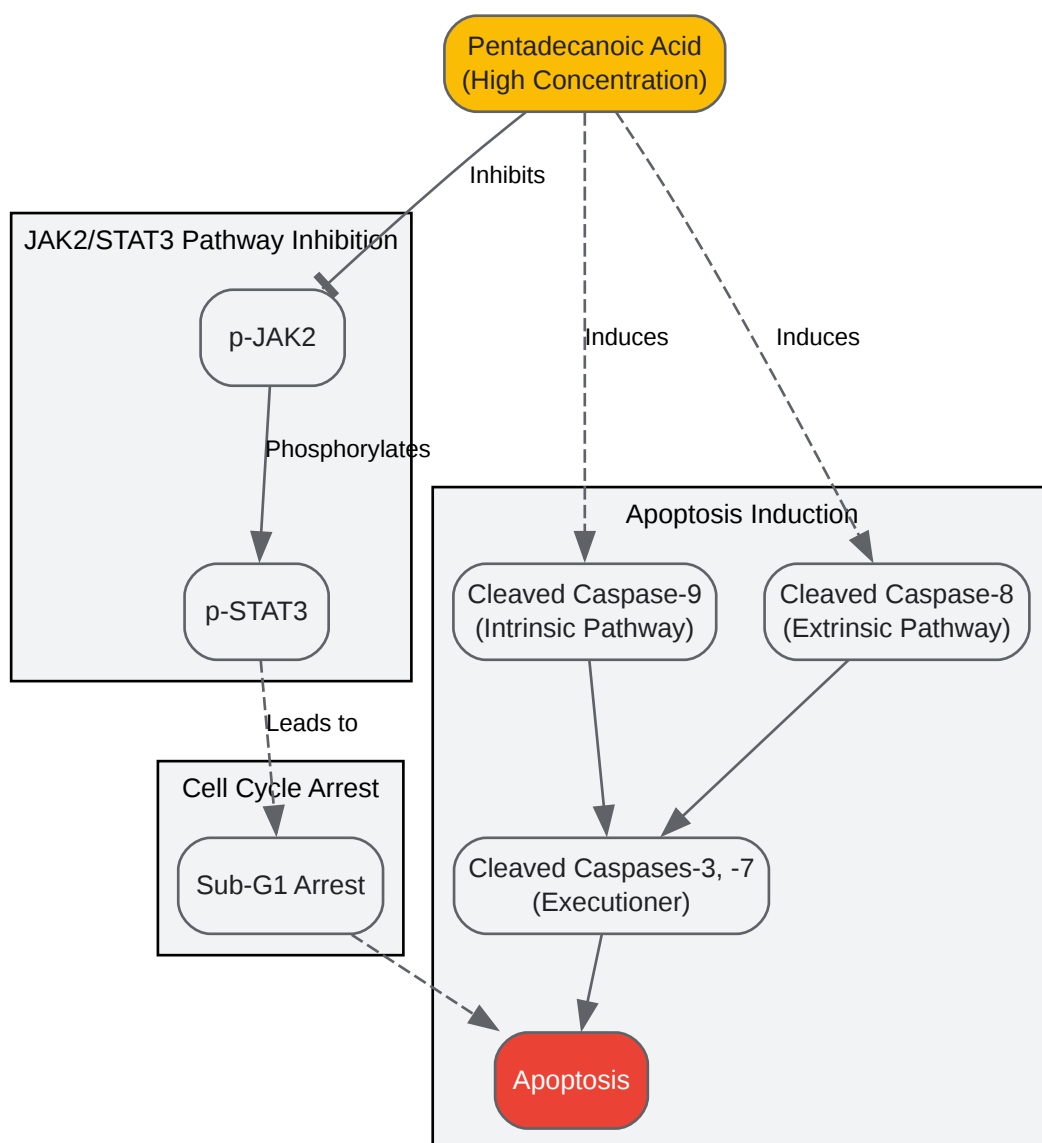 Pentadecanoic Acid
(High Concentration)
Inhibits
JAK2/STAT3 Pathway Inhibition
p-JAK2
Induces
Induces
Phosphorylates
Apoptosis Induction
p-STAT3
Cleaved Caspase-9
(Intrinsic Pathway)
Cleaved Caspase-8
(Extrinsic Pathway)
Leads to
Cell Cycle Arrest
Sub-G1 Arrest
Cleaved Caspases-3, -7
(Executioner)
Apoptosis